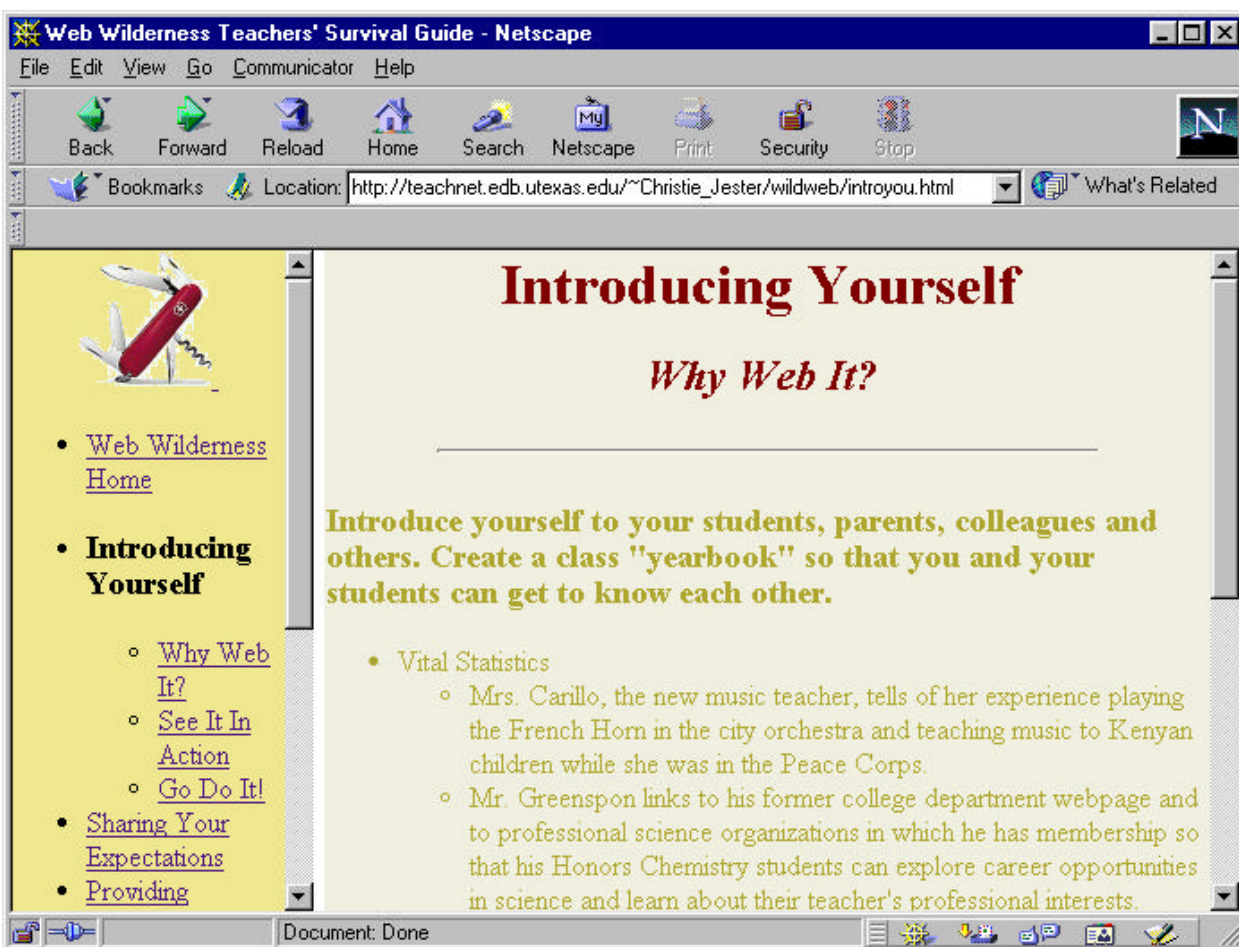 Web Wilderness Teachers' Survival Guide - Netscape
File Edit View Go Communicator Help
Back Forward Reload Home Search My Netscape Print Security Stop
N
Bookmarks Location: http://teachnet.edb.utexas.edu/~Christie_Jester/wildweb/introyou.html What's Related
Web Wilderness
Home
Introducing
Yourself
Why Web
It?
See It In
Action
Go Do It!
Sharing Your
Expectations
Providing
Introducing Yourself
Why Web It?
Introduce yourself to your students, parents, colleagues and
others. Create a class "yearbook" so that you and your
students can get to know each other.
Vital Statistics
Mrs. Carillo, the new music teacher, tells of her experience playing
the French Horn in the city orchestra and teaching music to Kenyan
children while she was in the Peace Corps.
Mr. Greenspon links to his former college department webpage and
to professional science organizations in which he has membership so
that his Honors Chemistry students can explore career opportunities
in science and learn about their teacher's professional interests.
Document: Done